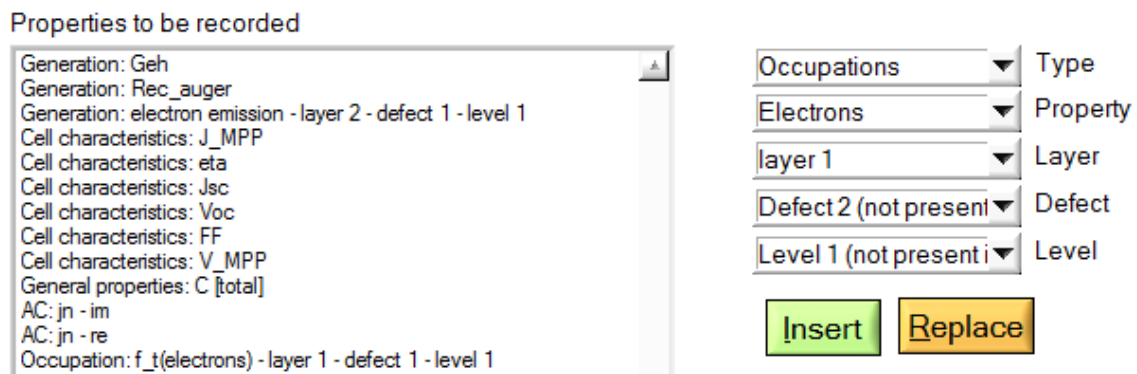 Properties to be recorded
Generation: Geh
Generation: Rec_auger
Generation: electron emission - layer 2 - defect 1 - level 1
Cell characteristics: J_MPP
Cell characteristics: eta
Cell characteristics: Jsc
Cell characteristics: Voc
Cell characteristics: FF
Cell characteristics: V_MPP
General properties: C [total]
AC: jn - im
AC: jn - re
Occupation: f_t(electrons) - layer 1 - defect 1 - level 1
Occupations Type
Electrons Property
layer 1 Layer
Defect 2 (not present Defect
Level 1 (not present i Level
Insert Replace